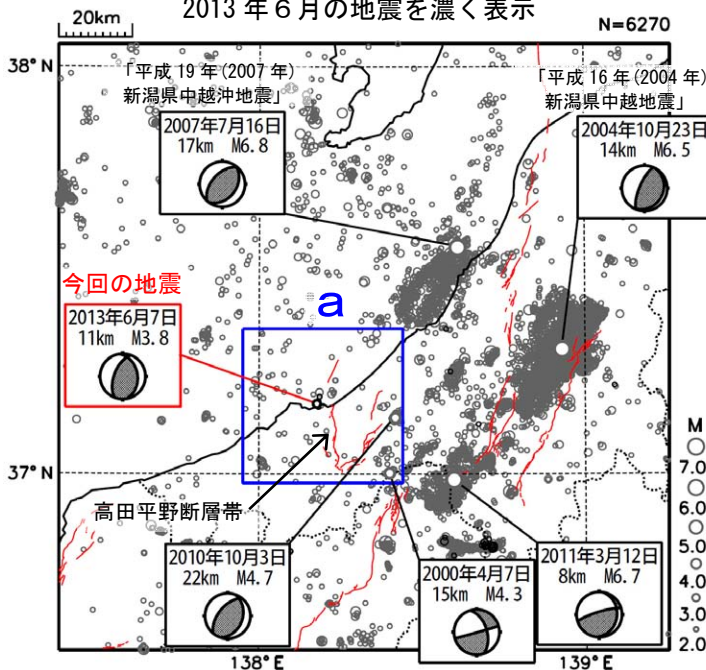 2013年6月の地震を濃く表示
20km
N=6270
38°N
「平成19年(2007年)
新潟県中越沖地震」
2007年7月16日
17km M6.8
「平成16年(2004年)
新潟県中越地震」
2004年10月23日
14km M6.5
今回の地震
2013年6月7日
11km M3.8
a
37°N
高田平野断層帯
2010年10月3日
22km M4.7
2000年4月7日
15km M4.3
2011年3月12日
8km M6.7
M
7.0
6.0
5.0
4.0
3.0
2.0
138°E
139°E